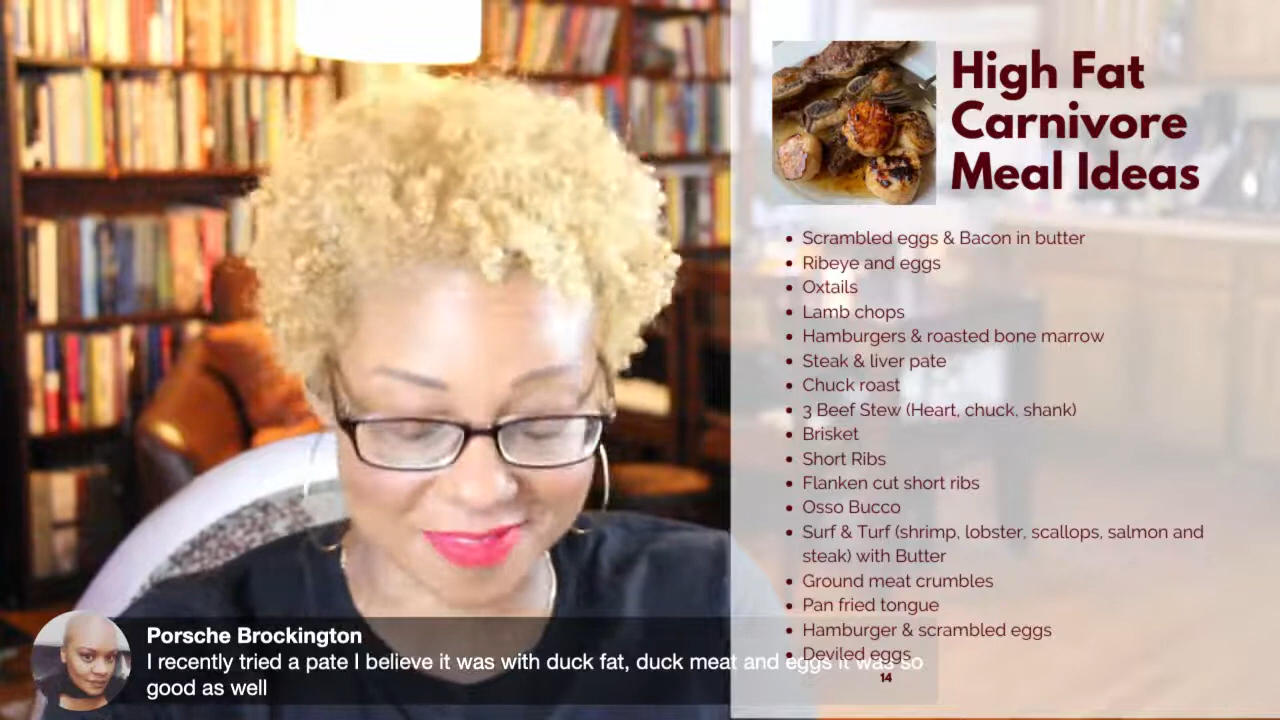 High Fat
Carnivore
Meal Ideas
Scrambled eggs & Bacon in butter
Ribeye and eggs
Oxtails
Lamb chops
Hamburgers & roasted bone marrow
Steak & liver pate
Chuck roast
3 Beef Stew (Heart, chuck, shank)
Brisket
Short Ribs
Flanken cut short ribs
Osso Bucco
Surf & Turf (shrimp, lobster, scallops, salmon and
steak) with Butter
Ground meat crumbles
Pan fried tongue
Hamburger & scrambled eggs
Deviled eggs
14
Porsche Brockington
I recently tried a pate I believe it was with duck fat, duck meat and eggs it was so
good as well